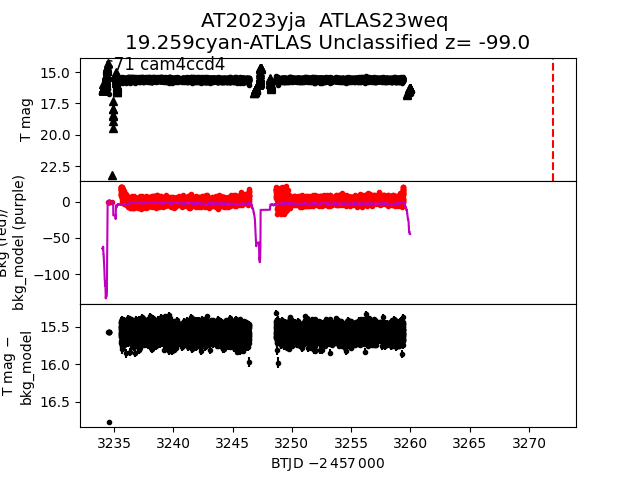 AT2023yja ATLAS23weq
19.259cyan-ATLAS Unclassified z= -99.0
71 cam4ccd4
15.0
17.5
20.0
22.5
T mag
0
−50
−100
Bkg (red)/
bkg_model (purple)
15.5
16.0
16.5
T mag −
bkg_model
3235 3240 3245 3250 3255 3260 3265 3270
BTJD −2 457 000